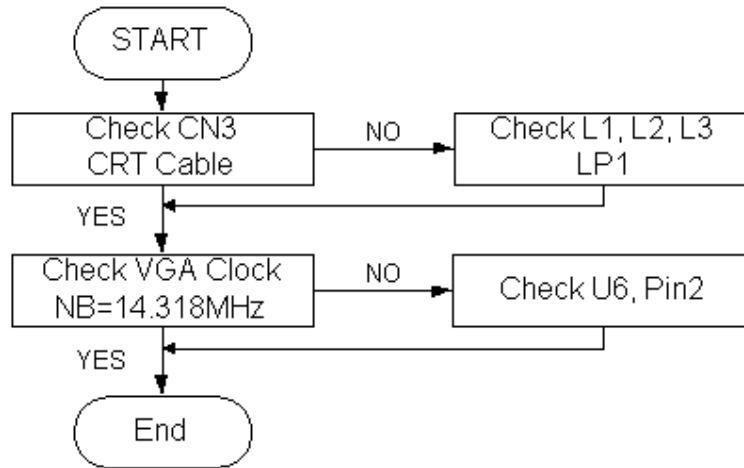 START
Check CN3
CRT Cable
NO
Check L1, L2, L3
LP1
YES
Check VGA Clock
NB=14.318MHz
NO
Check U6, Pin2
YES
End